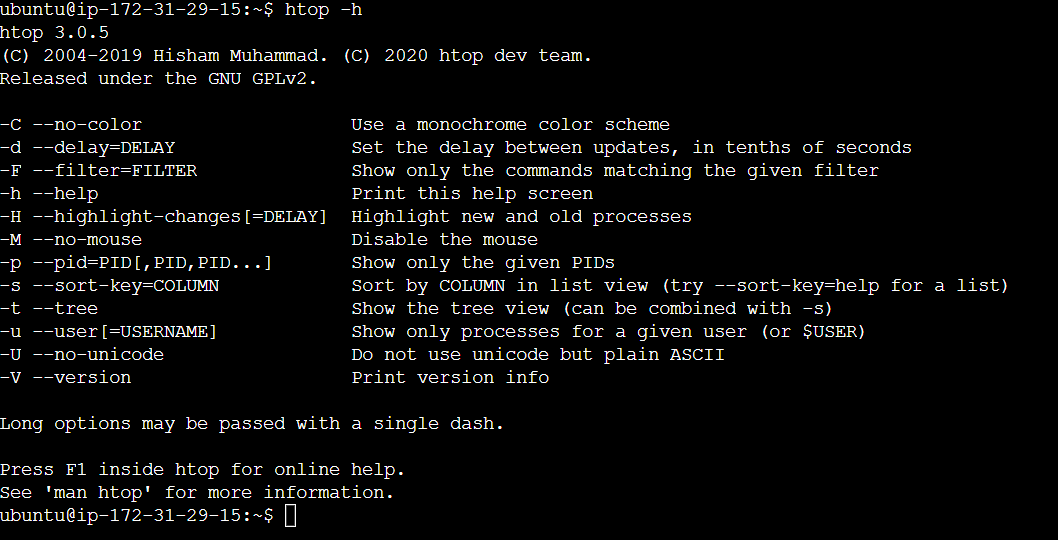 ubuntu@ip-172-31-29-15:~$ htop -h
htop 3.0.5
(C) 2004-2019 Hisham Muhammad. (C) 2020 htop dev team.
Released under the GNU GPLv2.

-C --no-color                   Use a monochrome color scheme
-d --delay=DELAY                Set the delay between updates, in tenths of seconds
-F --filter=FILTER              Show only the commands matching the given filter
-h --help                       Print this help screen
-H --highlight-changes[=DELAY]  Highlight new and old processes
-M --no-mouse                   Disable the mouse
-p --pid=PID[,PID,PID...]       Show only the given PIDs
-s --sort-key=COLUMN            Sort by COLUMN in list view (try --sort-key=help for a list)
-t --tree                       Show the tree view (can be combined with -s)
-u --user[=USERNAME]            Show only processes for a given user (or $USER)
-U --no-unicode                 Do not use unicode but plain ASCII
-V --version                    Print version info

Long options may be passed with a single dash.

Press F1 inside htop for online help.
See 'man htop' for more information.
ubuntu@ip-172-31-29-15:~$